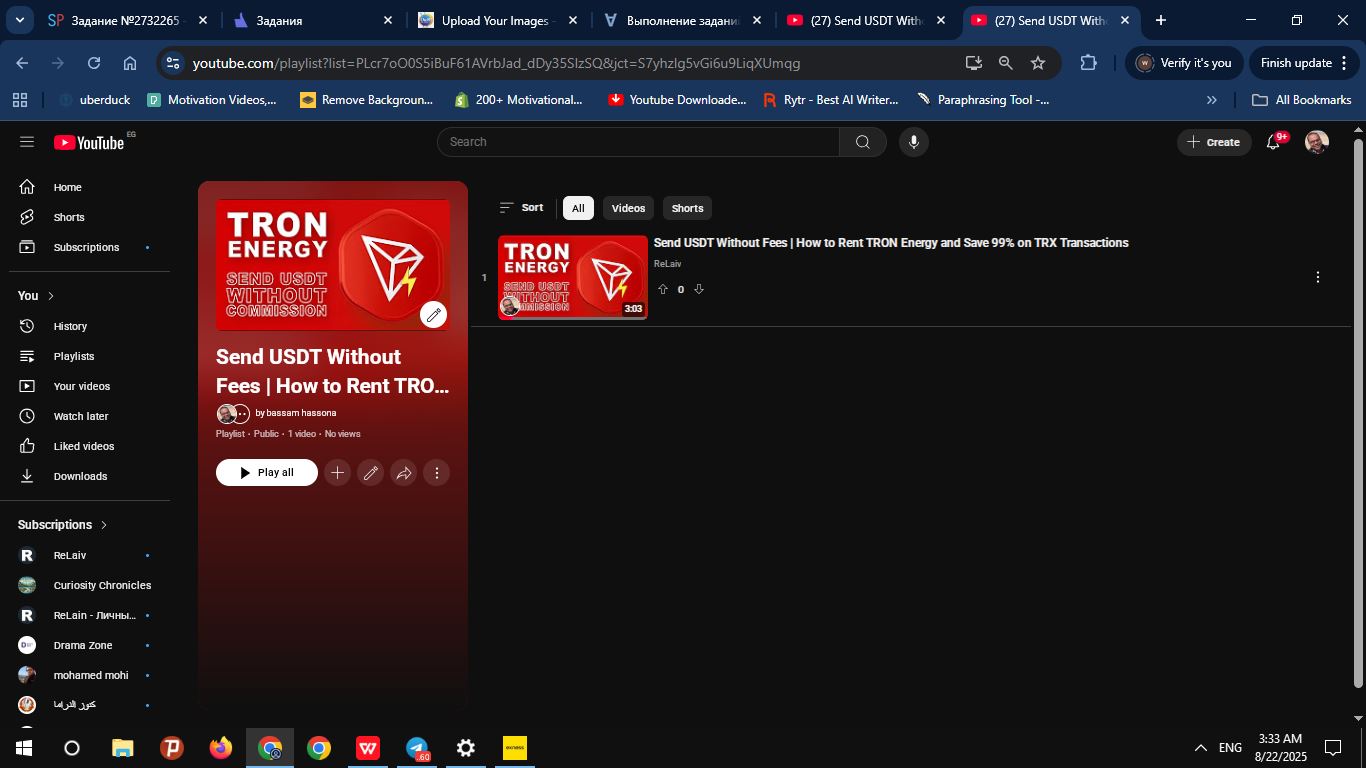 Задание №2732265 -
Задания
Upload Your Images -
Выполнение задани
(27) Send USDT With
(27) Send USDT With
youtube.com/playlist?list=PLcr7oO0S5iBuF61AVrbJad_dDy35SIzSQ&jct=S7yhzIg5vGi6u9LiqXUmqg
Verify it's you
Finish update
uberduck
Motivation Videos,...
Remove Backgroun...
200+ Motivational...
Youtube Downloade...
Rytr - Best AI Writer...
Paraphrasing Tool -...
All Bookmarks
YouTube EG
Search
Create
9+
Home
Shorts
Subscriptions
You
History
Playlists
Your videos
Watch later
Liked videos
Downloads
Subscriptions
ReLaiv
Curiosity Chronicles
ReLain - Личны...
Drama Zone
mohamed mohi
كنوز الدراما
TRON
ENERGY
SEND USDT
WITHOUT
COMMISSION
Send USDT Without
Fees | How to Rent TRO...
by bassam hassona
Playlist • Public • 1 video • No views
Play all
Sort
All
Videos
Shorts
1
TRON
ENERGY
SEND USDT
WITHOUT
COMMISSION
3:03
Send USDT Without Fees | How to Rent TRON Energy and Save 99% on TRX Transactions
ReLaiv
0
exness
ENG
3:33 AM
8/22/2025